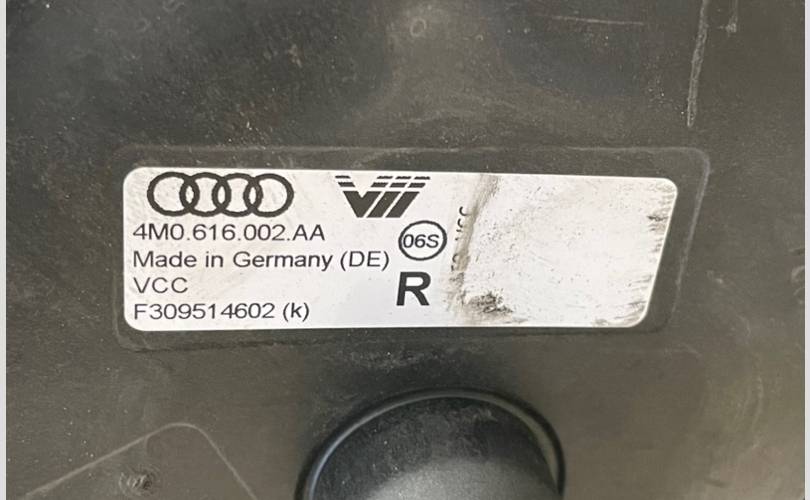 4M0.616.002.AA
06S
Made in Germany (DE)
VCC
R
F309514602 (k)